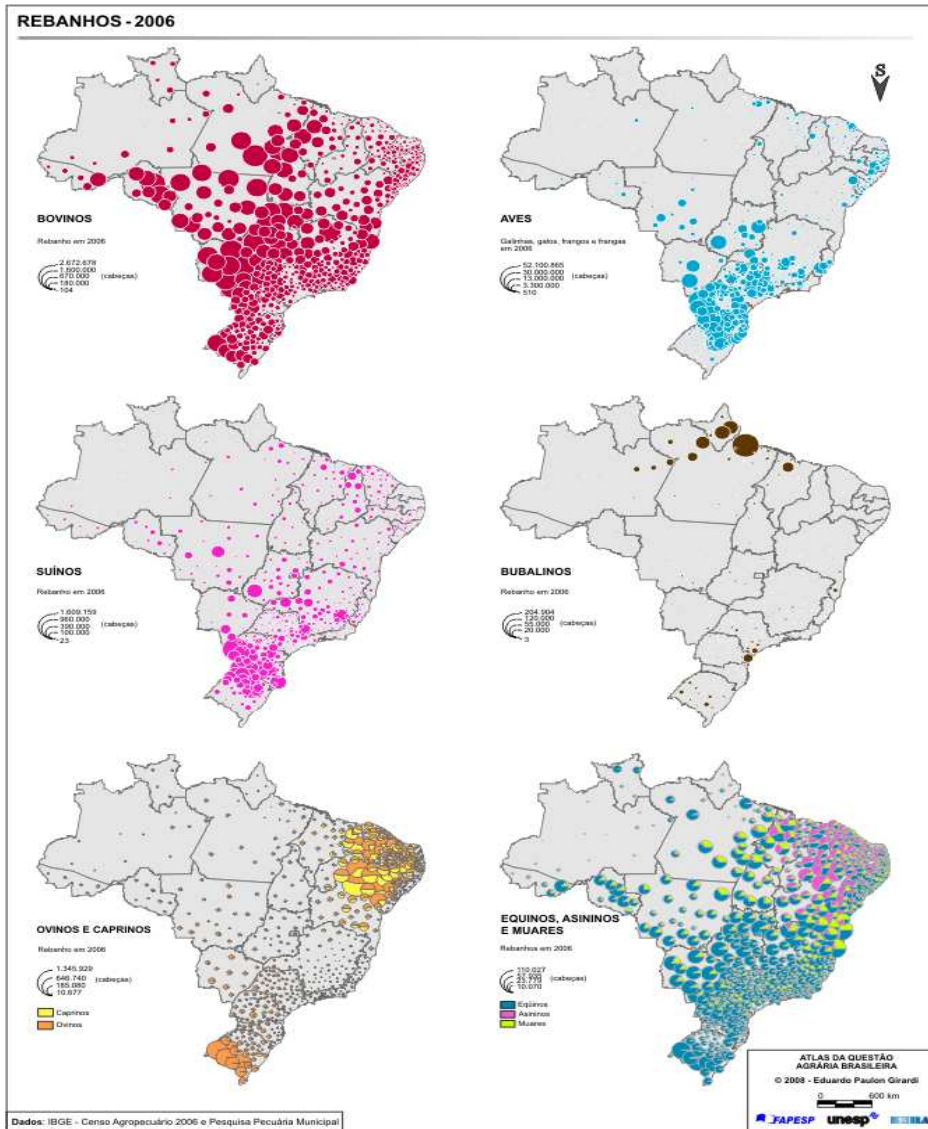 REBANHOS - 2006
S
BOVINOS
Rebanho em 2006
2.672.678
1.600.000
670.000
180.000
104
(cabeças)
AVES
Galinhas, galos, frangos e frangas
em 2006
52.100.865
30.000.000
13.000.000
3.300.000
510
(cabeças)
SUÍNOS
Rebanho em 2006
1.609.159
960.000
390.000
100.000
23
(cabeças)
BUBALINOS
Rebanho em 2006
204.904
120.000
55.000
20.000
3
(cabeças)
OVINOS E CAPRINOS
Rebanho em 2006
1.345.929
646.740
185.080
10.677
(cabeças)
Caprinos
Ovinos
EQUINOS, ASININOS
E MUARES
Rebanhos em 2006
110.027
23.779
10.070
(cabeças)
Eqüinos
Asininos
Muares
ATLAS DA QUESTÃO
AGRÁRIA BRASILEIRA
© 2008 - Eduardo Paulon Girardi
0 600 km
FAPESP unesp
Dados: IBGE - Censo Agropecuário 2006 e Pesquisa Pecuária Municipal